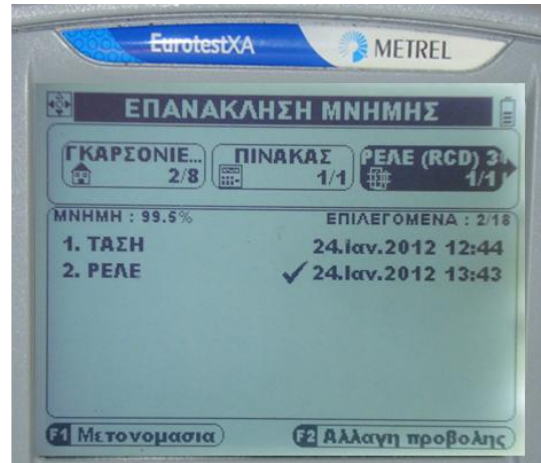 EurotestXA METREL
ΕΠΑΝΑΚΛΗΣΗ ΜΝΗΜΗΣ
ΓΚΑΡΣΟΝΙΕ... ΠΙΝΑΚΑΣ ΡΕΛΕ (RCD)
2/8 1/1 1/1
ΜΝΗΜΗ : 99.5% ΕΠΙΛΕΓΟΜΕΝΑ : 2/18
1. ΤΑΣΗ 24.Ιαν.2012 12:44
2. ΡΕΛΕ ✓ 24.Ιαν.2012 13:43
F1 Μετονομασια F2 Αλλαγη προβολης